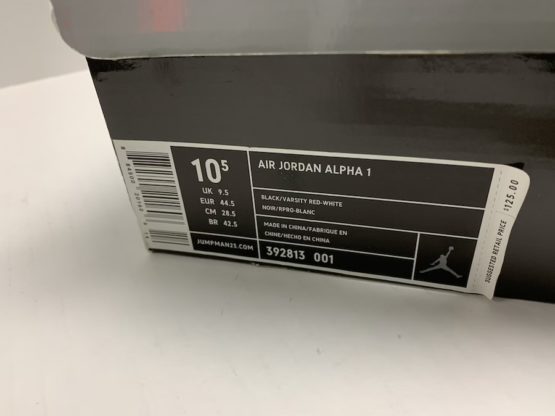 10⁵
UK 9.5
EUR 44.5
CM 28.5
BR 42.5
JUMPMAN23.COM
AIR JORDAN ALPHA 1
BLACK/VARSITY RED-WHITE
NOIR/RPRO-BLANC
MADE IN CHINA/FABRIQUE EN
CHINE/HECHO EN CHINA
392813 001
SUGGESTED RETAIL PRICE $125.00